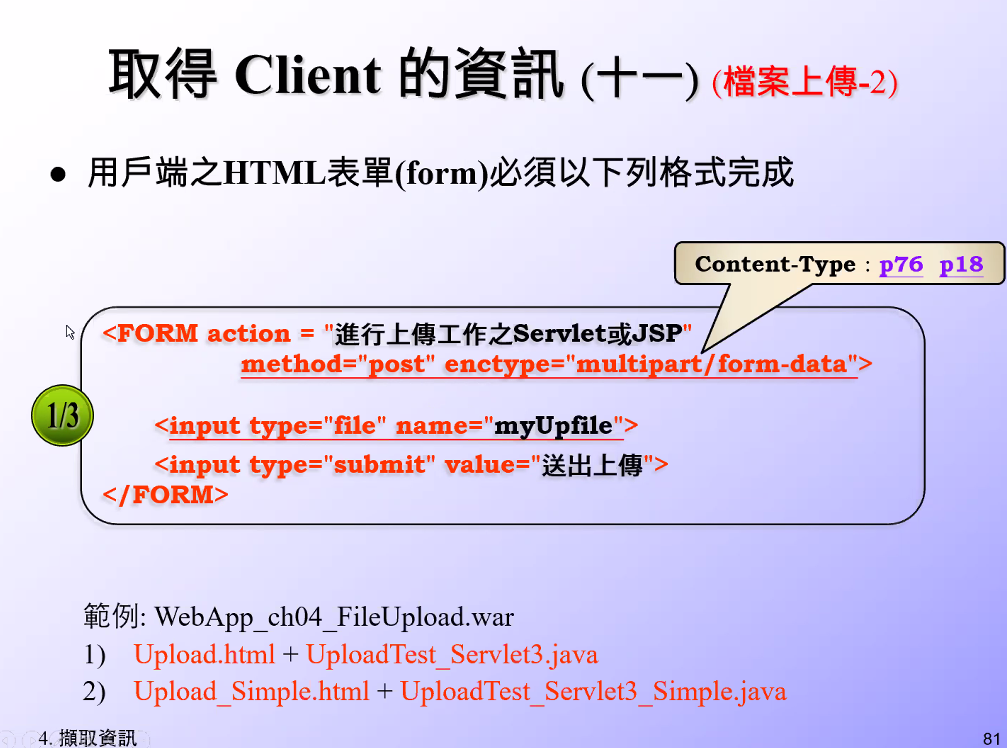 取得 Client 的資訊 (十一) (檔案上傳-2)
● 用戶端之HTML表單(form)必須以下列格式完成
Content-Type : p76 p18
<FORM action = "進行上傳工作之Servlet或JSP"
method="post" enctype="multipart/form-data">
1/3
<input type="file" name="myUpfile">
<input type="submit" value="送出上傳">
</FORM>
範例: WebApp_ch04_FileUpload.war
1) Upload.html + UploadTest_Servlet3.java
2) Upload_Simple.html + UploadTest_Servlet3_Simple.java
4. 擷取資訊
81